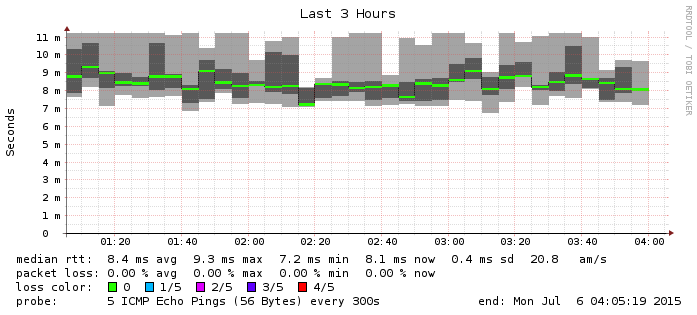 Last 3 Hours
RRDTOOL / TOBI OETIKER
Seconds
11 m
10 m
9 m
8 m
7 m
6 m
5 m
4 m
3 m
2 m
1 m
0
01:20 01:40 02:00 02:20 02:40 03:00 03:20 03:40 04:00
median rtt: 8.4 ms avg 9.3 ms max 7.2 ms min 8.1 ms now 0.4 ms sd 20.8 am/s
packet loss: 0.00 % avg 0.00 % max 0.00 % min 0.00 % now
loss color: 0 1/5 2/5 3/5 4/5
probe: 5 ICMP Echo Pings (56 Bytes) every 300s end: Mon Jul 6 04:05:19 2015